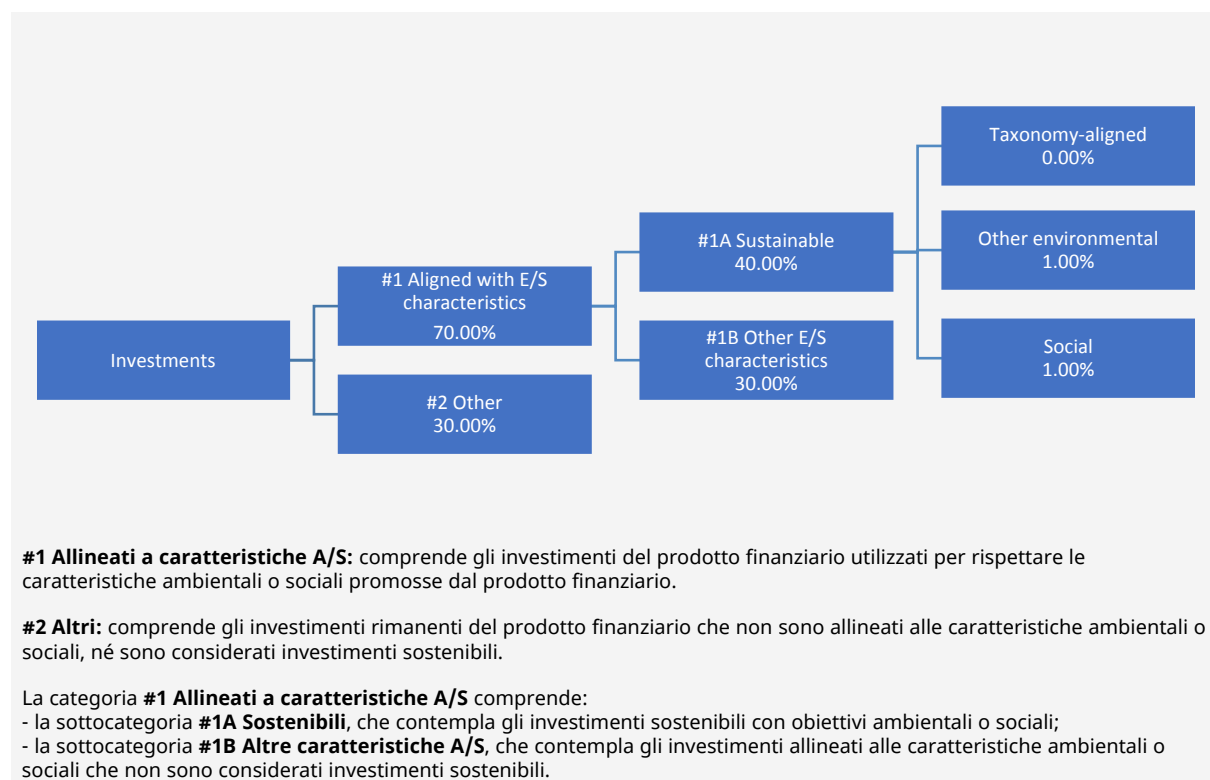 Investments
#1 Aligned with E/S
characteristics
70.00%
#2 Other
30.00%
#1A Sustainable
40.00%
#1B Other E/S
characteristics
30.00%
Taxonomy-aligned
0.00%
Other environmental
1.00%
Social
1.00%
#1 Allineati a caratteristiche A/S: comprende gli investimenti del prodotto finanziario utilizzati per rispettare le
caratteristiche ambientali o sociali promosse dal prodotto finanziario.
#2 Altri: comprende gli investimenti rimanenti del prodotto finanziario che non sono allineati alle caratteristiche ambientali o
sociali, né sono considerati investimenti sostenibili.
La categoria #1 Allineati a caratteristiche A/S comprende:
- la sottocategoria #1A Sostenibili, che contempla gli investimenti sostenibili con obiettivi ambientali o sociali;
- la sottocategoria #1B Altre caratteristiche A/S, che contempla gli investimenti allineati alle caratteristiche ambientali o
sociali che non sono considerati investimenti sostenibili.